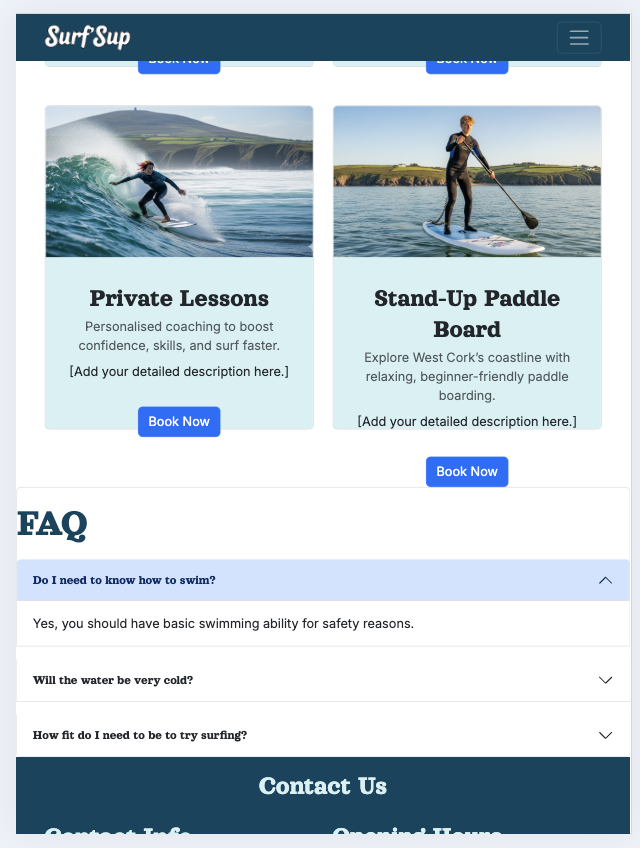 Surf'Sup
Book Now
Book Now
Private Lessons
Personalised coaching to boost
confidence, skills, and surf faster.
[Add your detailed description here.]
Book Now
Stand-Up Paddle
Board
Explore West Cork’s coastline with
relaxing, beginner-friendly paddle
boarding.
[Add your detailed description here.]
Book Now
FAQ
Do I need to know how to swim?
Yes, you should have basic swimming ability for safety reasons.
Will the water be very cold?
How fit do I need to be to try surfing?
Contact Us
Contact Info
Opening Hours